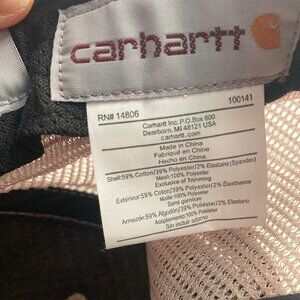 carhartt
RN# 14806
100141
Carhartt Inc. P.O.Box 600
Dearborn, MI 48121 USA
www.carhartt.com
Made in China
Fabriqué en China
Hecho en China
Shell:59% Cotton/39% Polyester/2% Elastane(Spandex)
Mesh:100% Polyester
Exclusive of Trimming
Extérieur:59% Coton/39% Polyester/2% Élasthanne
Maille:100% Polyester
Sans garniture
Armazón:59% Algodón/39% Polyester/2% Elastano
Acoplamiento:100% Poliéster
Sin incluir adorno